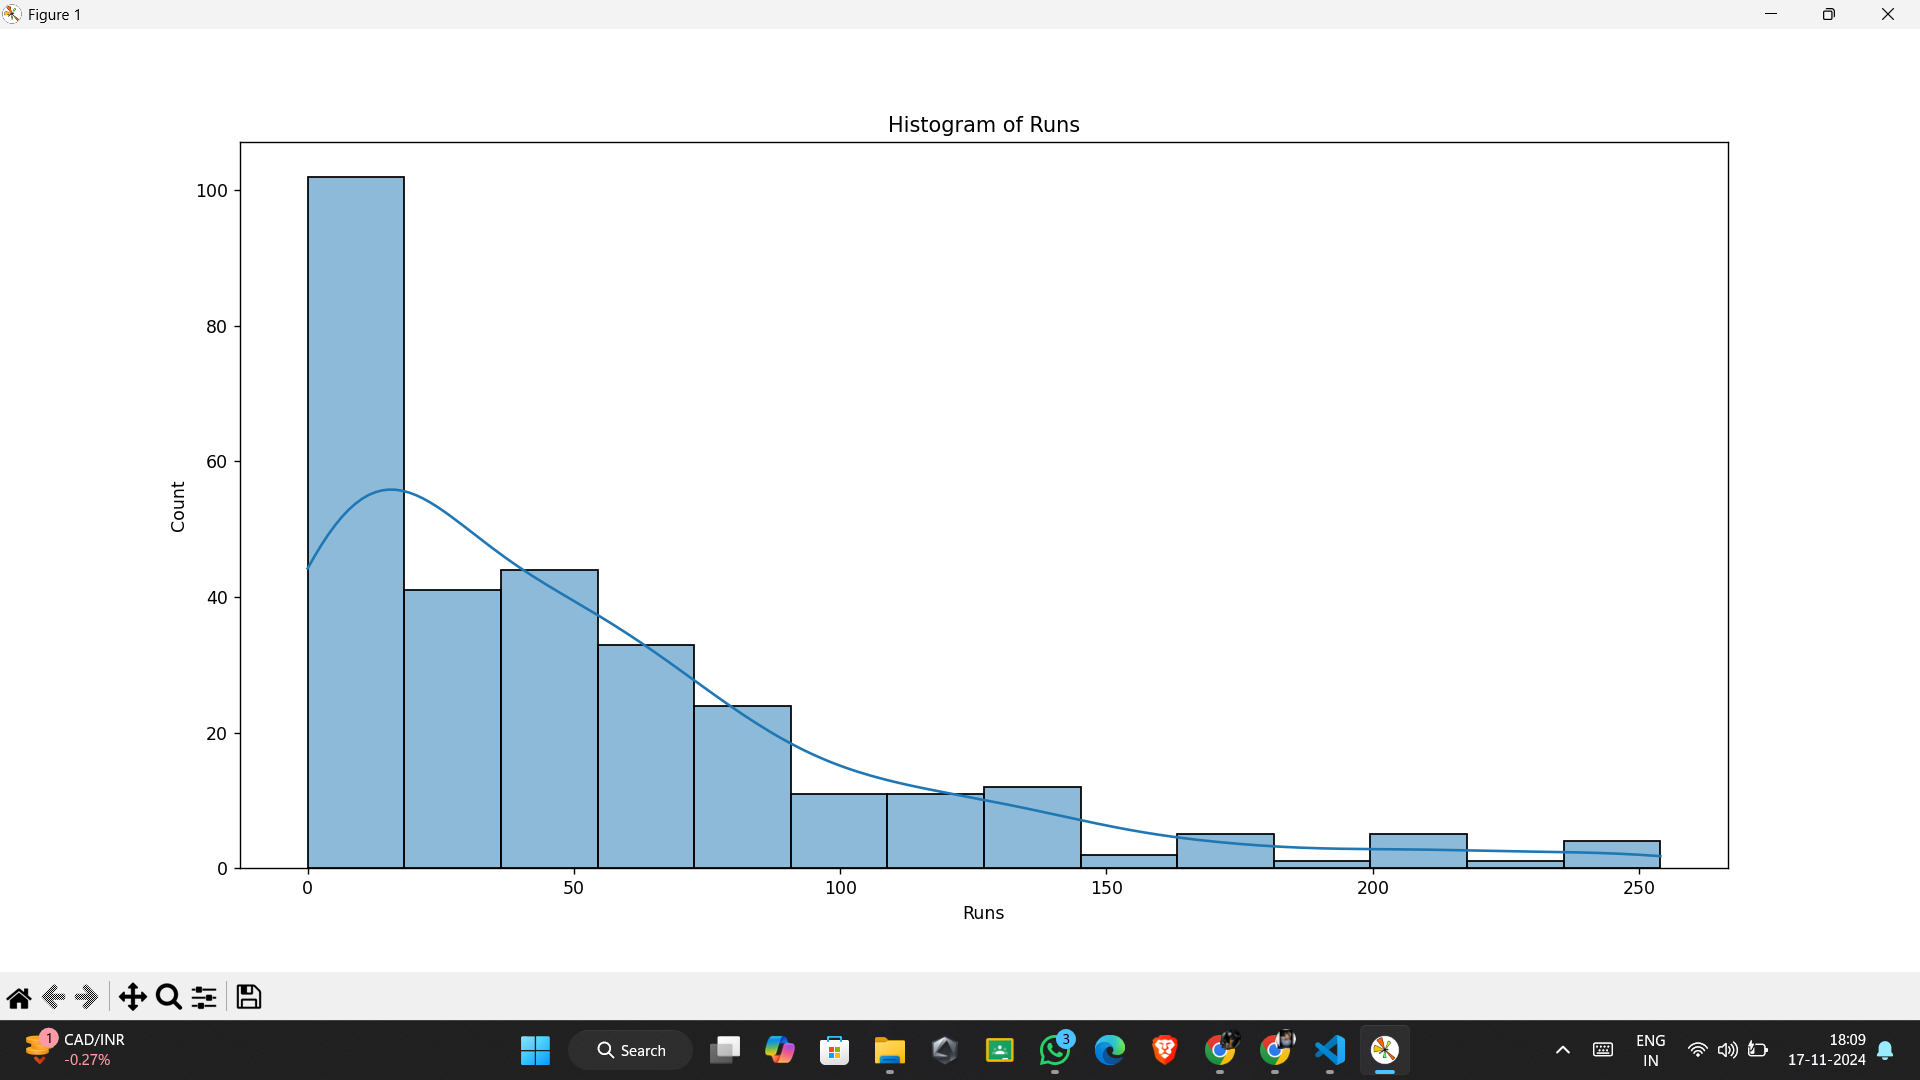 Figure 1
Histogram of Runs
100
80
60
40
20
0
Count
0 50 100 150 200 250
Runs
1 CAD/INR
-0.27%
Search
3
ENG
IN
18:09
17-11-2024